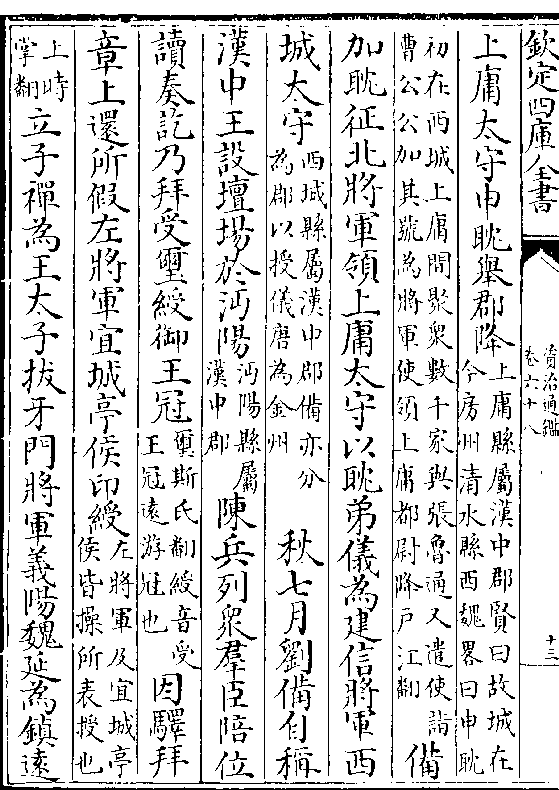 欽定四庫全書
資治通鑑
卷六十八
十三
上庸太守申耽舉郡降
上庸縣屬漢中郡賢曰故城在
今房州清水縣西魏畧曰申耽
初在西城上庸間聚衆數千家與張魯通又遣使詣
曹公公加其號為將軍使領上庸都尉降戶江翻
備
加耽征北將軍領上庸太守以耽弟儀為建信將軍西
城太守
西城縣屬漢中郡備亦分
為郡以授儀唐為金州
秋七月劉備自稱
漢中王設壇場於沔陽
沔陽縣屬
漢中郡
陳兵列衆羣臣陪位
讀奏訖乃拜受璽綬御王冠
璽斯氏翻綬音受
王冠遠游冠也
因驛拜
章上還所假左將軍宜城亭侯印綬
左將軍及宜城亭
侯皆操所表授也
上時
掌翻
立子禪為王太子拔牙門將軍義陽魏延為鎮遠